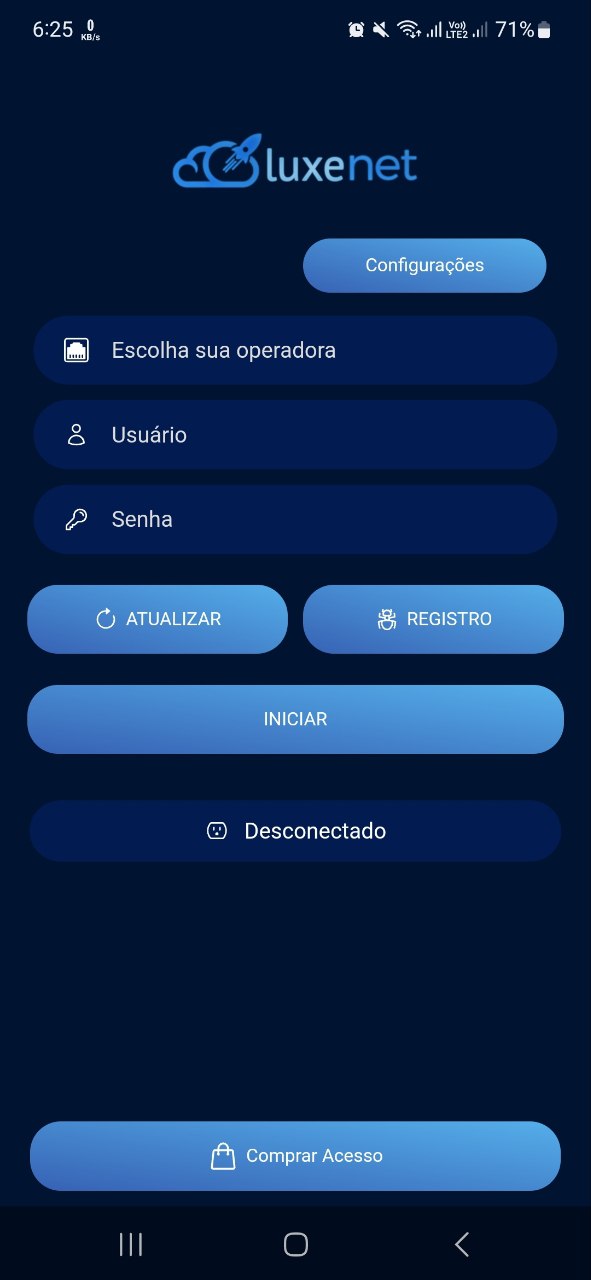 6:25 0 KB/s Vo)) LTE2 71%
luxenet
Configurações
Escolha sua operadora
Usuário
Senha
ATUALIZAR REGISTRO
INICIAR
Desconectado
Comprar Acesso